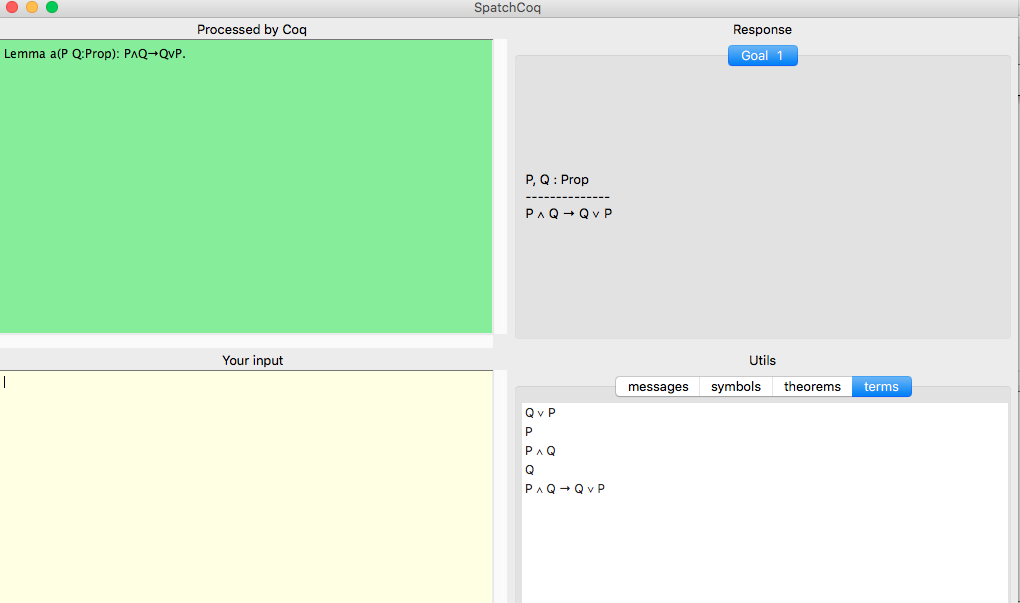 SpatchCoq
Processed by Coq
Lemma a(P Q:Prop): P∧Q→Q∨P.
Response
Goal 1
P, Q : Prop
--------------
P ∧ Q → Q ∨ P
Your input
Utils
messages symbols theorems terms
Q ∨ P
P
P ∧ Q
Q
P ∧ Q → Q ∨ P